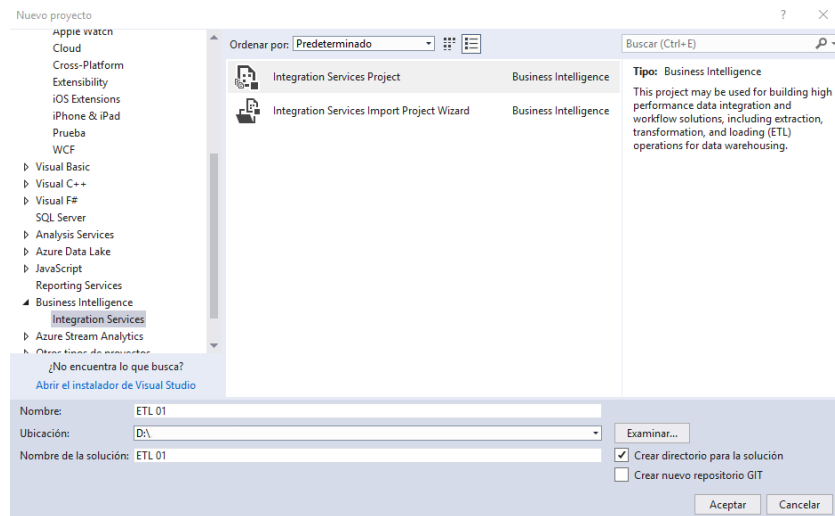 Nuevo proyecto
? ×
Apple Watch
Cloud
Cross-Platform
Extensibility
iOS Extensions
iPhone & iPad
Prueba
WCF
Visual Basic
Visual C++
Visual F#
SQL Server
Analysis Services
Azure Data Lake
JavaScript
Reporting Services
Business Intelligence
Integration Services
Azure Stream Analytics
Otros tipos de proyectos
¿No encuentra lo que busca?
Abrir el instalador de Visual Studio
Ordenar por: Predeterminado
Integration Services Project Business Intelligence
Integration Services Import Project Wizard Business Intelligence
Buscar (Ctrl+E)
Tipo: Business Intelligence
This project may be used for building high
performance data integration and
workflow solutions, including extraction,
transformation, and loading (ETL)
operations for data warehousing.
Nombre: ETL 01
Ubicación: D:\
Examinar...
Nombre de la solución: ETL 01
Crear directorio para la solución
Crear nuevo repositorio GIT
Aceptar Cancelar